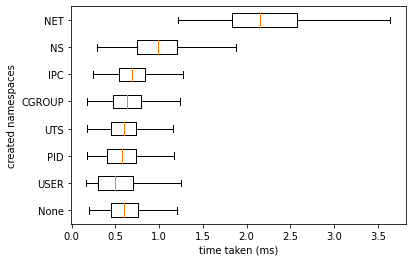 created namespaces
NET
NS
IPC
CGROUP
UTS
PID
USER
None
0.0 0.5 1.0 1.5 2.0 2.5 3.0 3.5
time taken (ms)